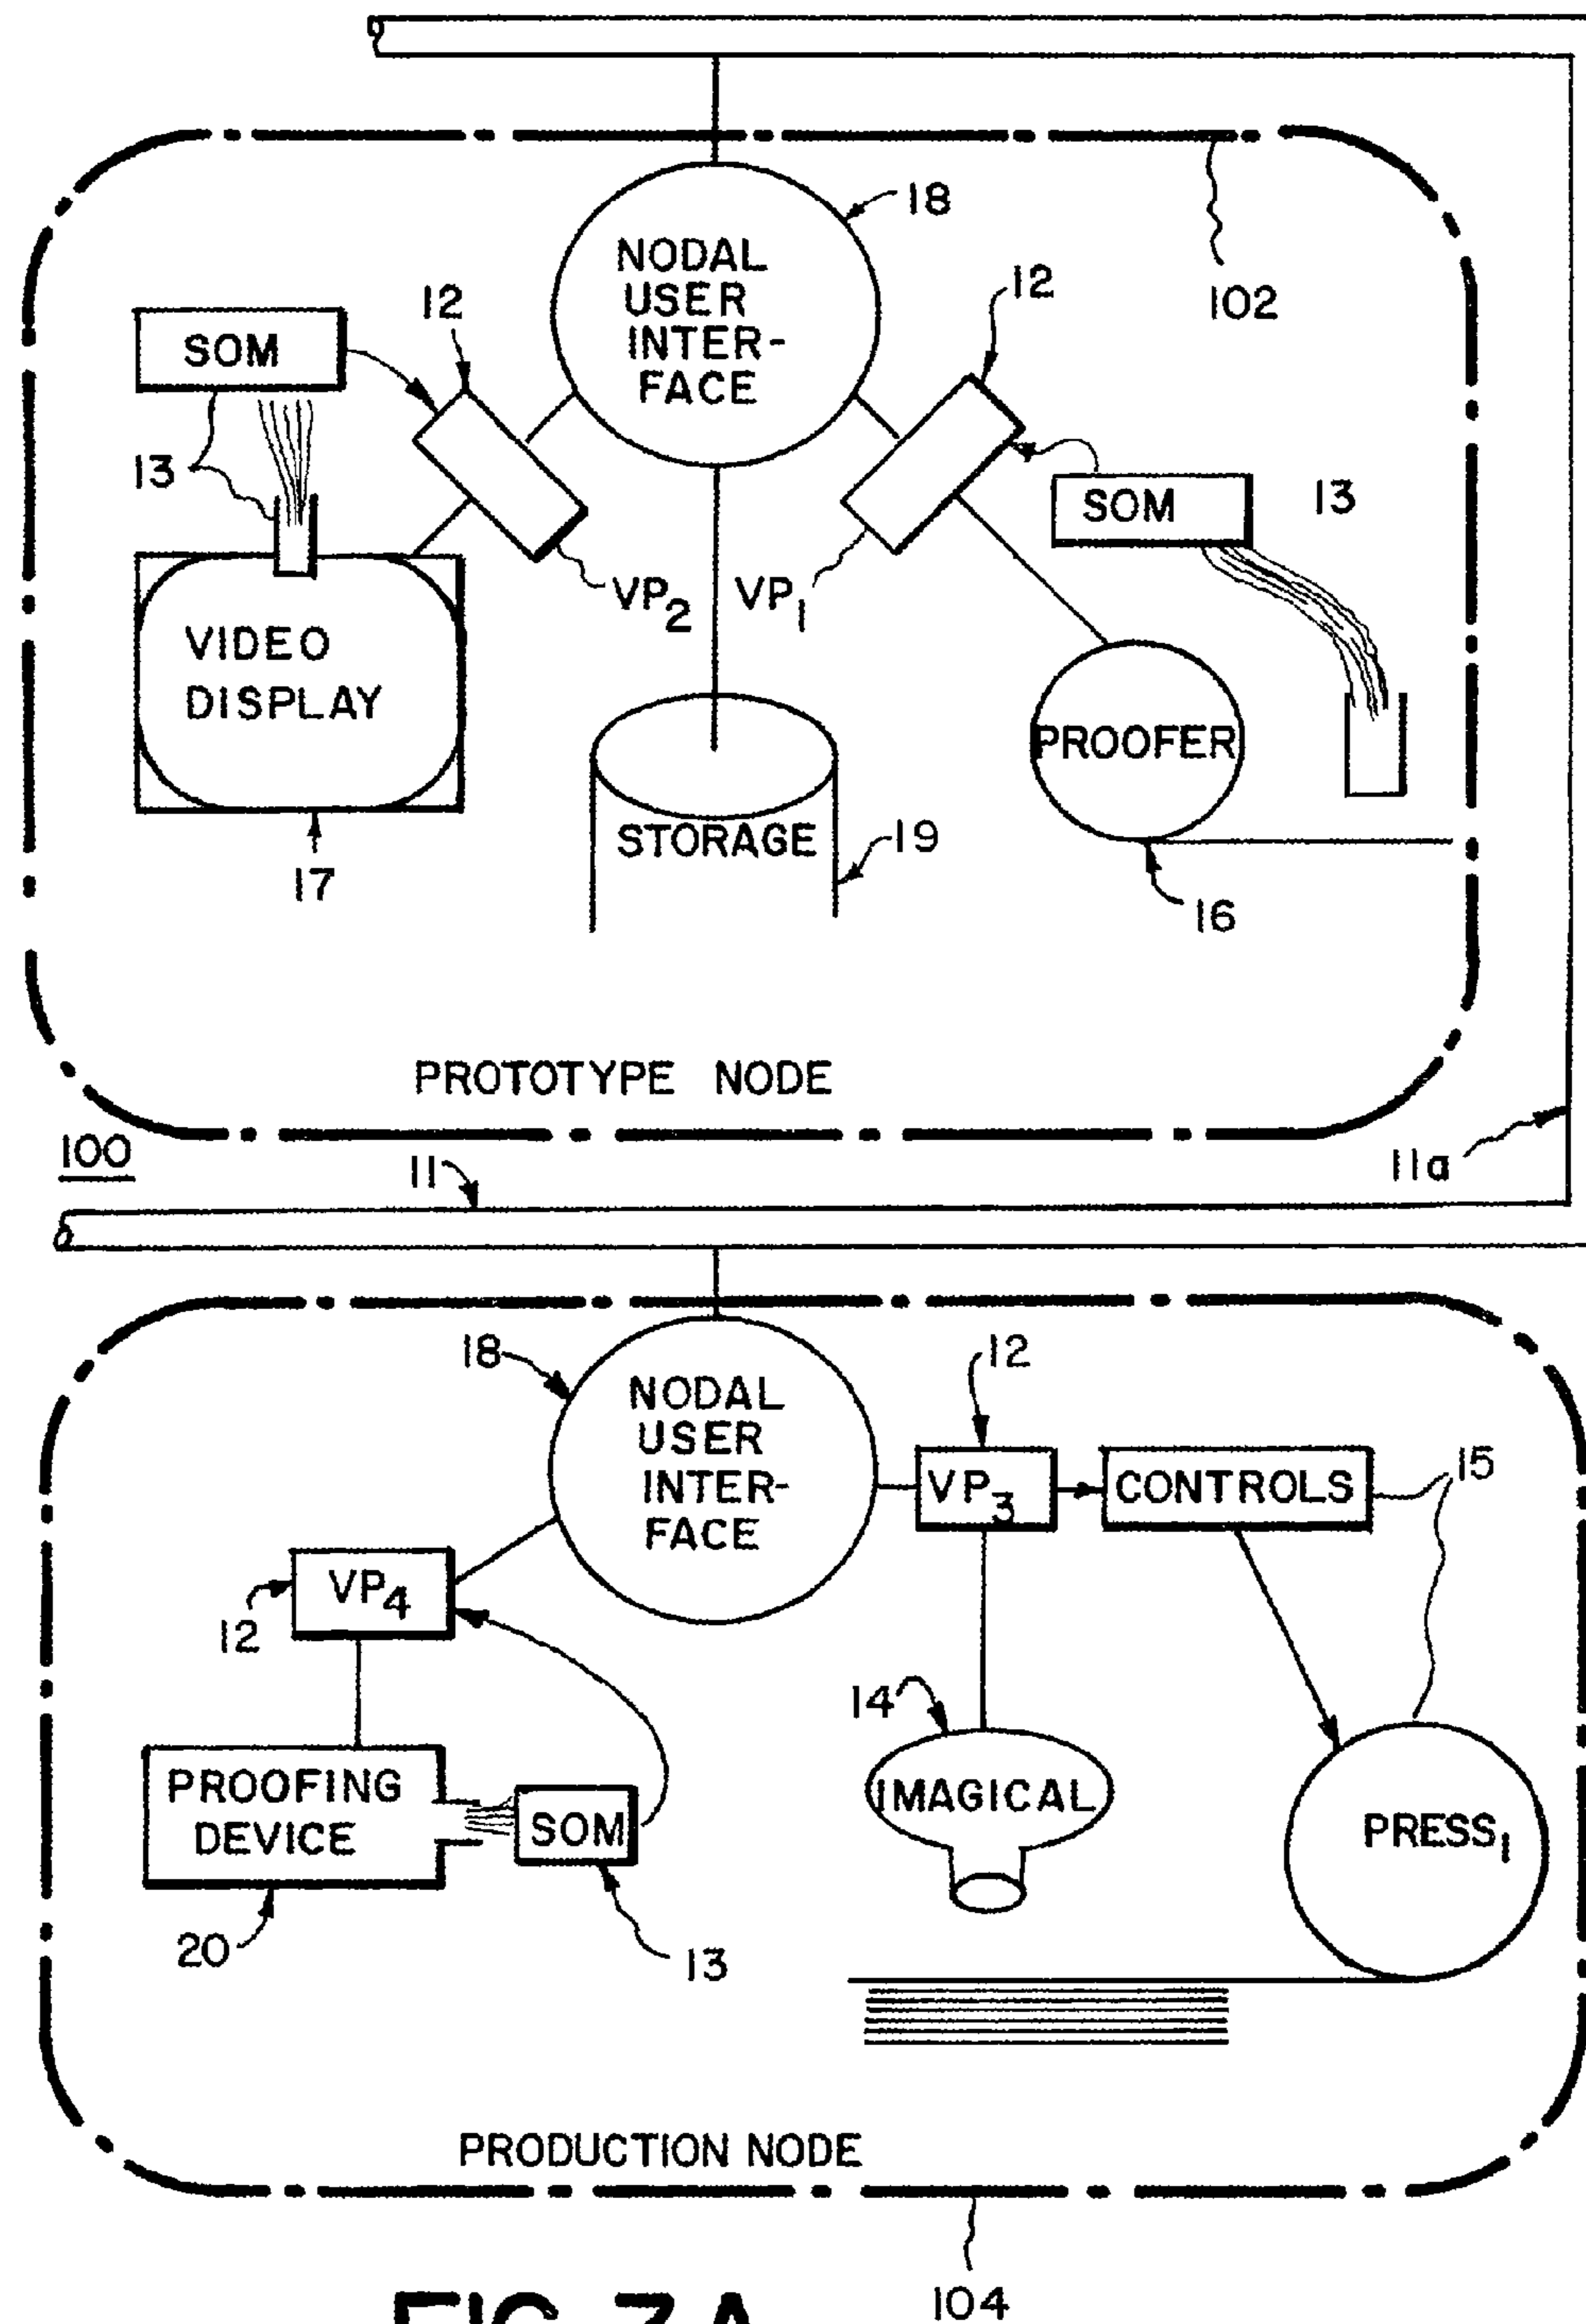 18
NODAL
USER
INTER-
FACE
102
12
12
SOM
13
SOM
13
VP2
VP1
VIDEO
DISPLAY
PROOFER
STORAGE
19
17
16
PROTOTYPE NODE
100
11
11a
18
12
NODAL
USER
INTER-
FACE
VP3
CONTROLS
15
VP4
12
14
PROOFING
DEVICE
SOM
IMAGICAL
PRESS1
20
13
PRODUCTION NODE
104
FIG. 3A